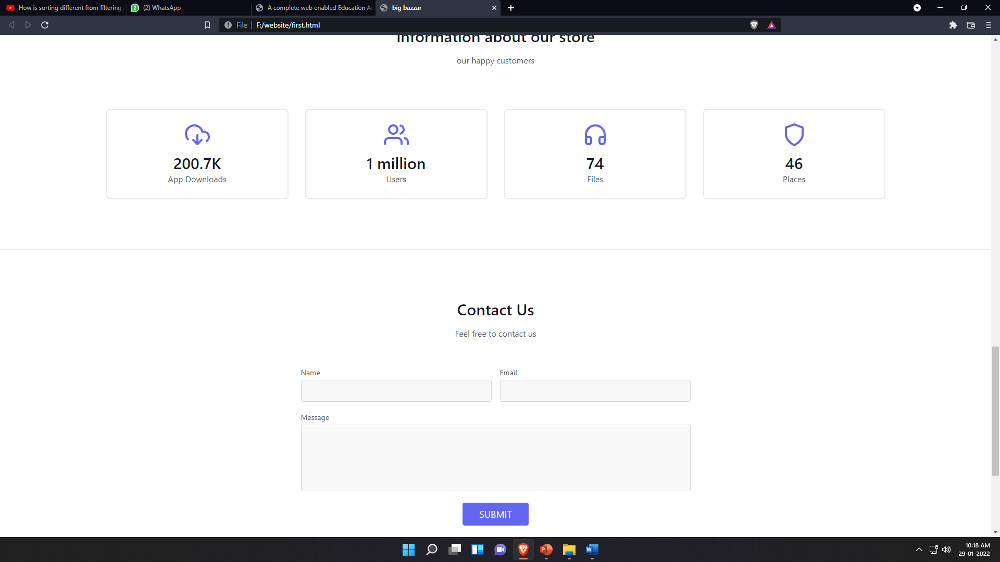 How is sorting different from filtering
2
(2) WhatsApp
A complete web enabled Education Ac
big bazzar
File
F:/website/first.html
Information about our store
our happy customers
200.7K
App Downloads
1 million
Users
74
Files
46
Places
Contact Us
Feel free to contact us
Name
Email
Message
SUBMIT
P
W
10:18 AM
29-01-2022